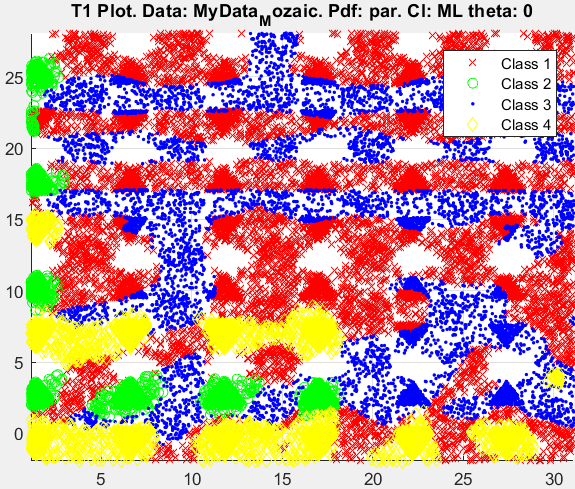 T1 Plot. Data: MyData_Mozaic. Pdf: par. Cl: ML theta: 0
25
20
15
10
5
0
5
10
15
20
25
30
Class 1
Class 2
Class 3
Class 4